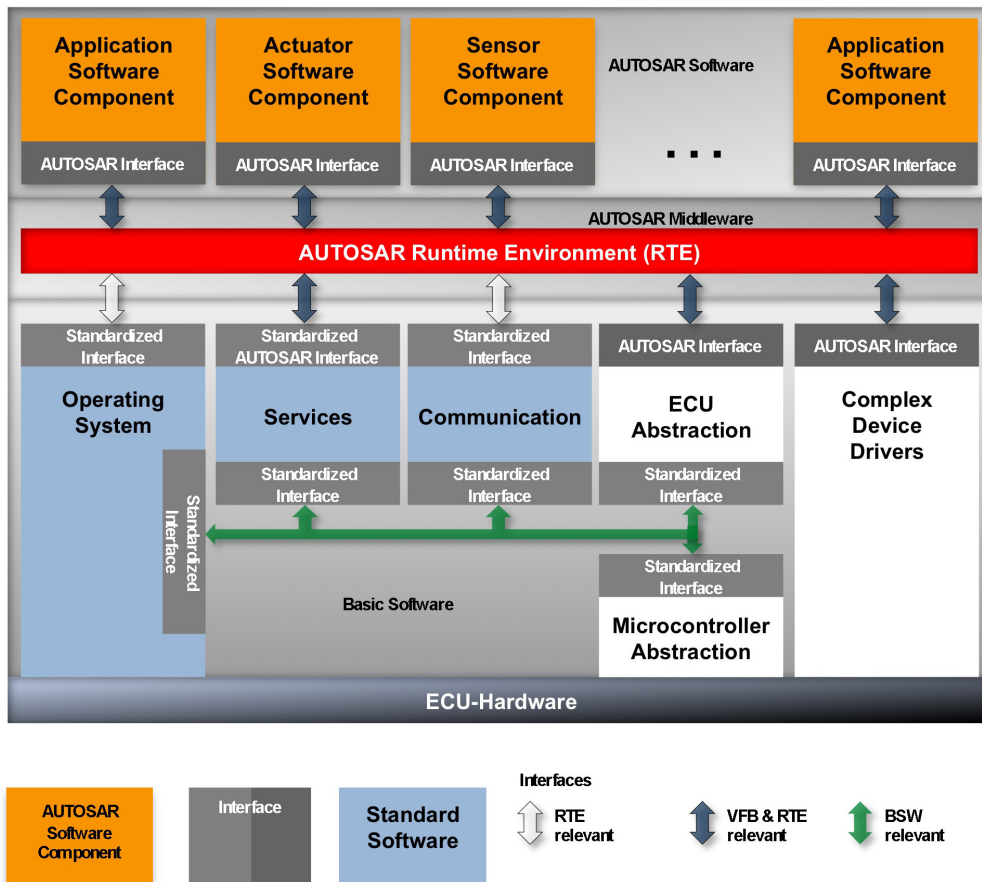 Application
Software
Component
Actuator
Software
Component
Sensor
Software
Component
AUTOSAR Software
Application
Software
Component
AUTOSAR Interface
AUTOSAR Interface
AUTOSAR Interface
. . .
AUTOSAR Interface
AUTOSAR Middleware
AUTOSAR Runtime Environment (RTE)
Standardized
Interface
Standardized
AUTOSAR Interface
Standardized
Interface
AUTOSAR Interface
AUTOSAR Interface
Operating
System
Services
Communication
ECU
Abstraction
Complex
Device
Drivers
Standardized
Interface
Standardized
Interface
Standardized
Interface
Standardized
Interface
Standardized
Interface
Basic Software
Microcontroller
Abstraction
ECU-Hardware
AUTOSAR
Software
Component
Interface
Standard
Software
Interfaces
RTE
relevant
VFB & RTE
relevant
BSW
relevant